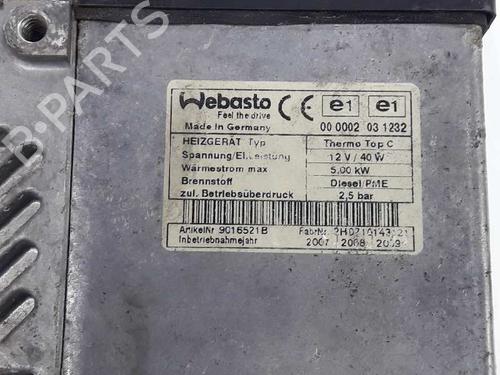 B-PARTS
Webasto
Feel the drive
CE
e1 e1
Made in Germany
00 0002 03 1232
HEIZGERÄT Typ Thermo Top C
Spannung/El.Leistung 12 V / 40 W
Wärmestrom max 5,00 kW
Brennstoff Diesel/PME
zul. Betriebsüberdruck 2,5 bar
ArtikelNr 9016521B FabrNr.
Inbetriebnahmejahr 2007 2008 2009